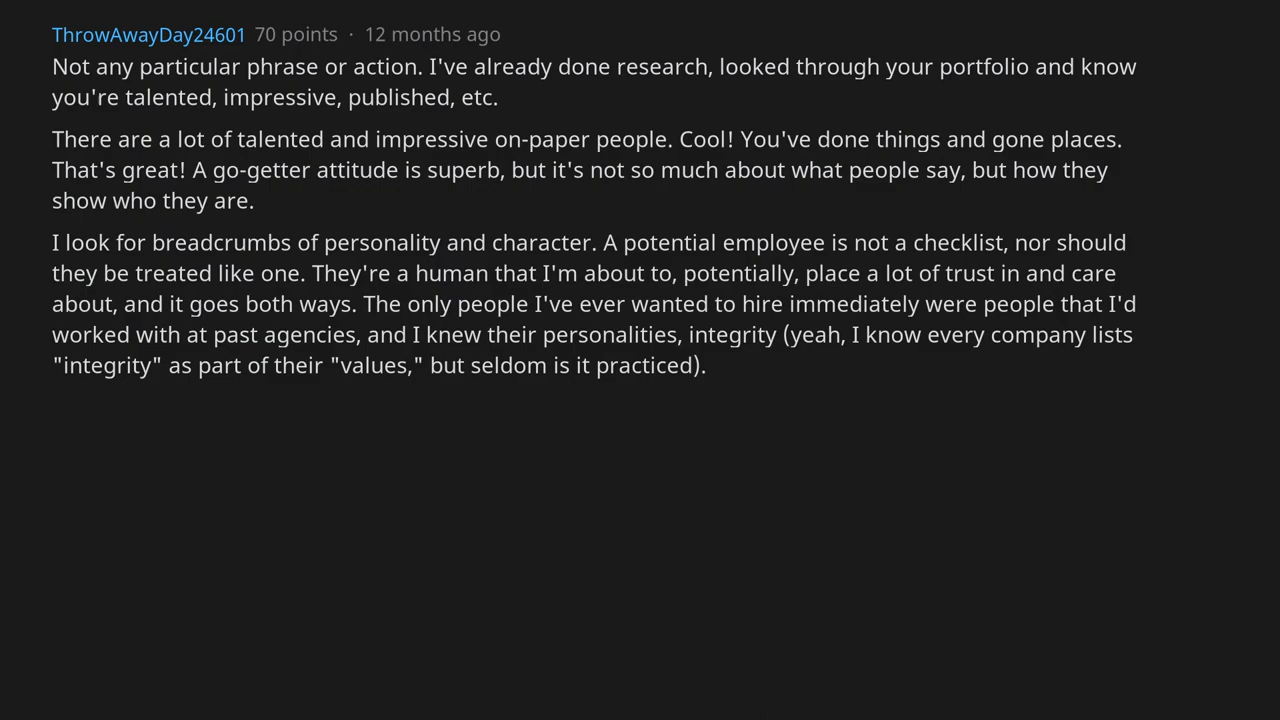 ThrowAwayDay24601 70 points · 12 months ago
Not any particular phrase or action. I've already done research, looked through your portfolio and know
you're talented, impressive, published, etc.
There are a lot of talented and impressive on-paper people. Cool! You've done things and gone places.
That's great! A go-getter attitude is superb, but it's not so much about what people say, but how they
show who they are.
I look for breadcrumbs of personality and character. A potential employee is not a checklist, nor should
they be treated like one. They're a human that I'm about to, potentially, place a lot of trust in and care
about, and it goes both ways. The only people I've ever wanted to hire immediately were people that I'd
worked with at past agencies, and I knew their personalities, integrity (yeah, I know every company lists
"integrity" as part of their "values," but seldom is it practiced).